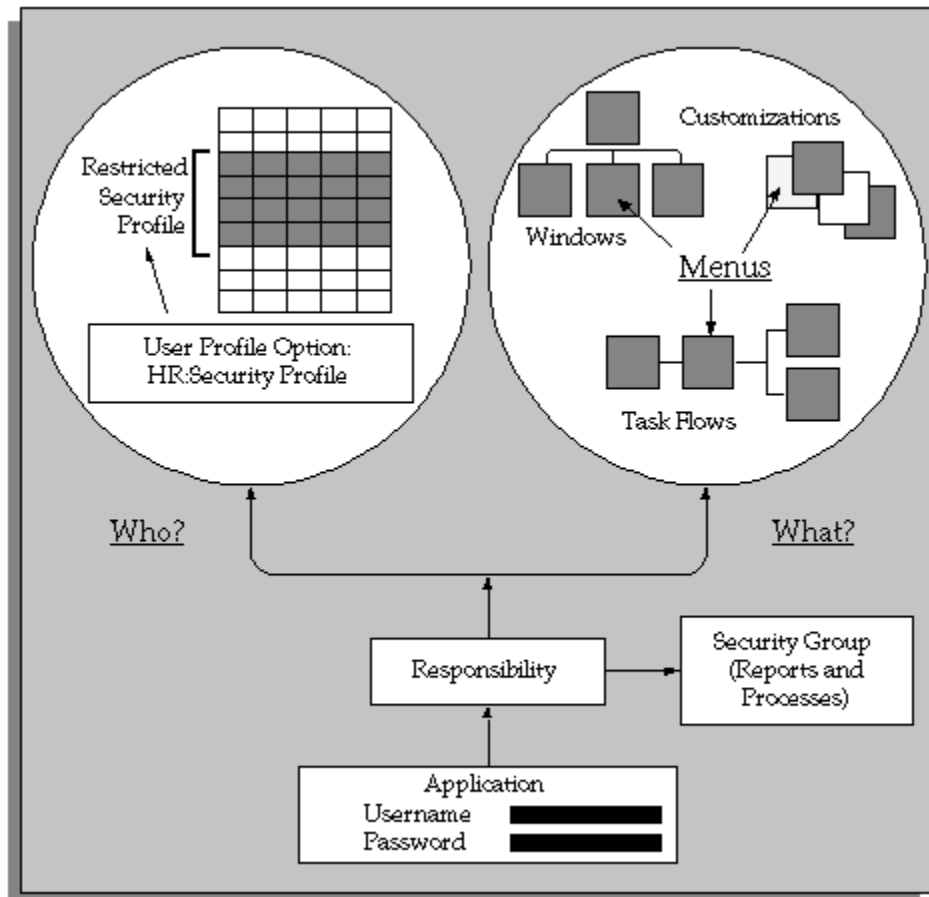 Restricted
Security
Profile
User Profile Option:
HR:Security Profile
Customizations
Windows
Menus
Task Flows
Who?
What?
Responsibility
Security Group
(Reports and
Processes)
Application
Username
Password